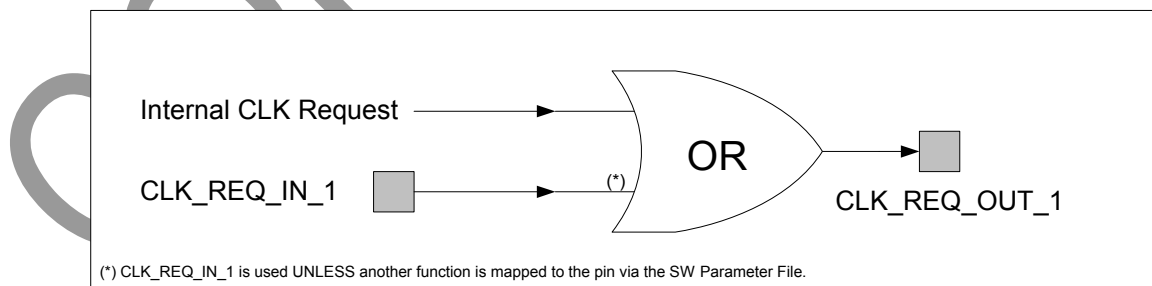 Internal CLK Request
CLK_REQ_IN_1
(*)
OR
CLK_REQ_OUT_1
(*) CLK_REQ_IN_1 is used UNLESS another function is mapped to the pin via the SW Parameter File.